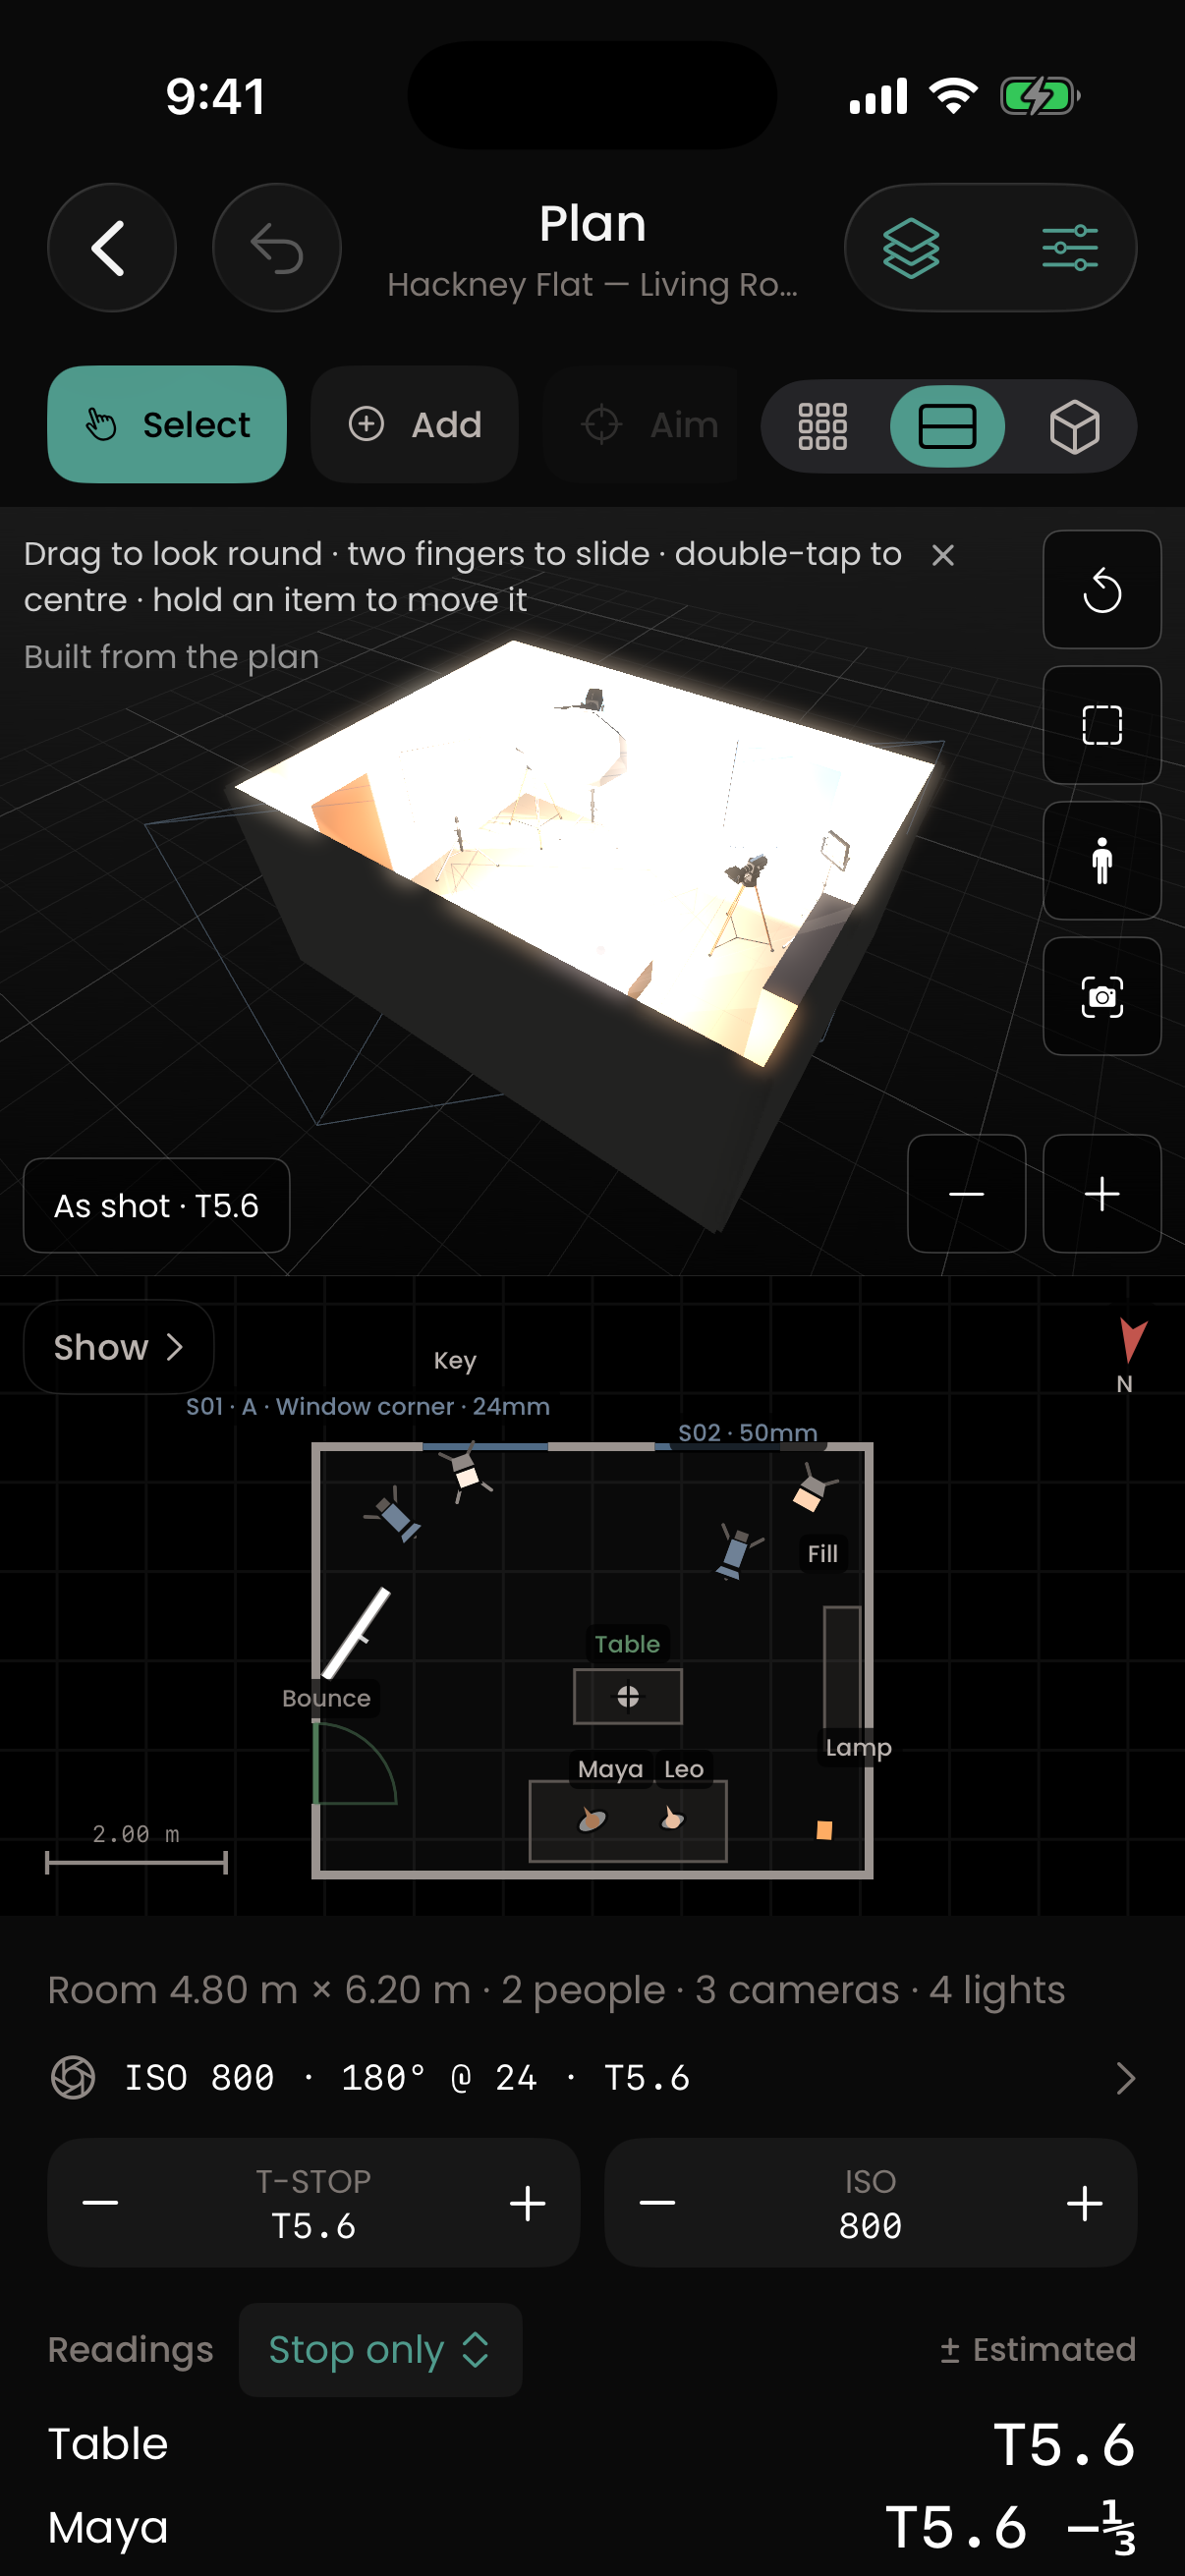 9:41
Plan
Hackney Flat — Living Ro...
Select
Add
Aim
Drag to look round · two fingers to slide · double-tap to
centre · hold an item to move it
Built from the plan
As shot · T5.6
Show
N
Key
S01 · A · Window corner · 24mm
S02 · 50mm
Fill
Table
Bounce
Lamp
Maya
Leo
2.00 m
Room 4.80 m × 6.20 m · 2 people · 3 cameras · 4 lights
ISO 800 · 180° @ 24 · T5.6
T-STOP
T5.6
ISO
800
Readings
Stop only
± Estimated
Table
T5.6
Maya
T5.6 −⅓